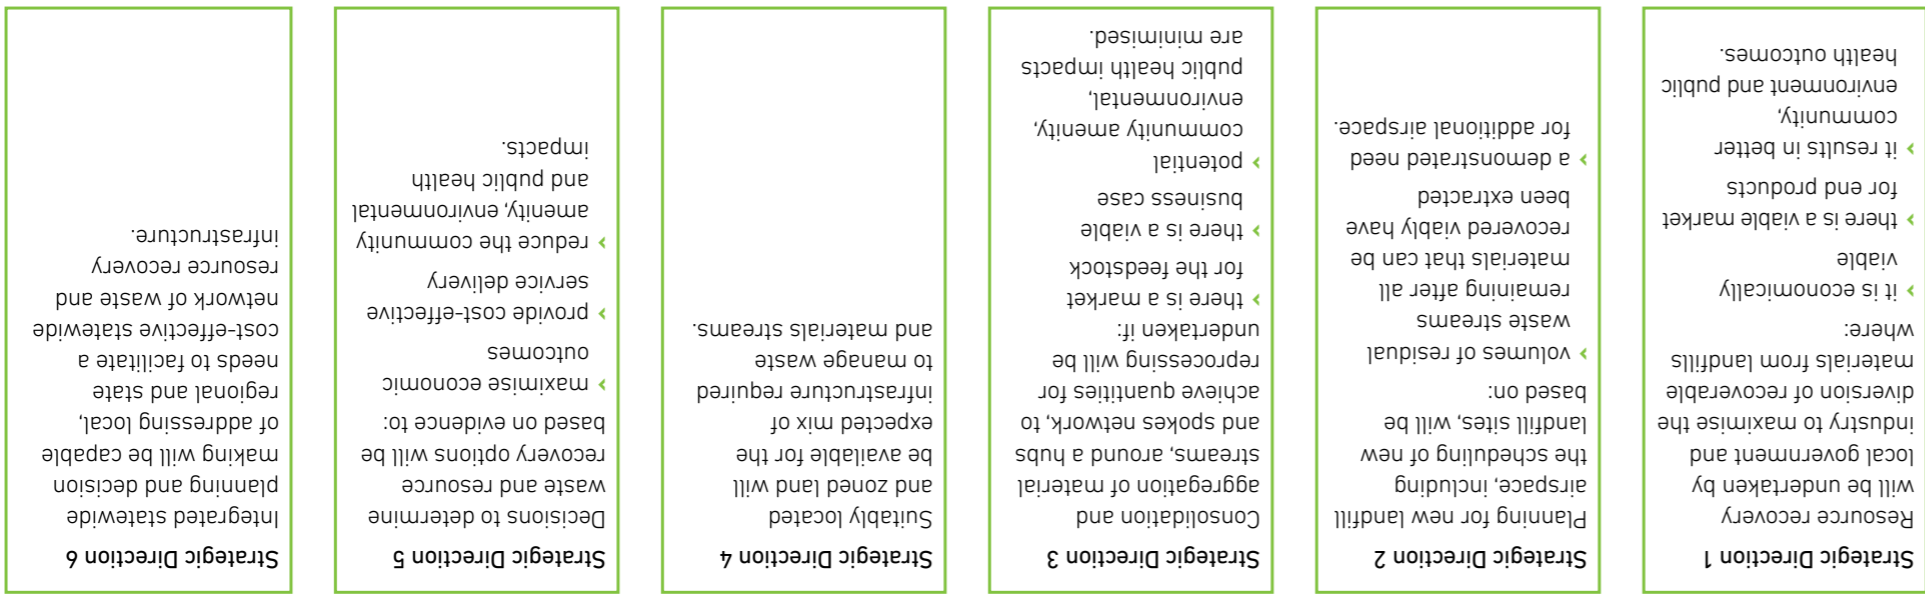 Strategic Direction 1
Resource recovery
will be undertaken by
local government and
industry to maximise the
diversion of recoverable
materials from landfills
where:
› it is economically
viable
› there is a viable market
for end products
› it results in better
community,
environment and public
health outcomes.
Strategic Direction 2
Planning for new landfill
airspace, including
the scheduling of new
landfill sites, will be
based on:
› volumes of residual
waste streams
remaining after all
materials that can be
recovered viably have
been extracted
› a demonstrated need
for additional airspace.
Strategic Direction 3
Consolidation and
aggregation of material
streams, around a hubs
and spokes network, to
achieve quantities for
reprocessing will be
undertaken if:
› there is a market
for the feedstock
› there is a viable
business case
› potential
community amenity,
environmental,
public health impacts
are minimised.
Strategic Direction 4
Suitably located
and zoned land will
be available for the
expected mix of
infrastructure required
to manage waste
and materials streams.
Strategic Direction 5
Decisions to determine
waste and resource
recovery options will be
based on evidence to:
› maximise economic
outcomes
› provide cost-effective
service delivery
› reduce the community
amenity, environmental
and public health
impacts.
Strategic Direction 6
Integrated statewide
planning and decision
making will be capable
of addressing local,
regional and state
needs to facilitate a
cost-effective statewide
network of waste and
resource recovery
infrastructure.